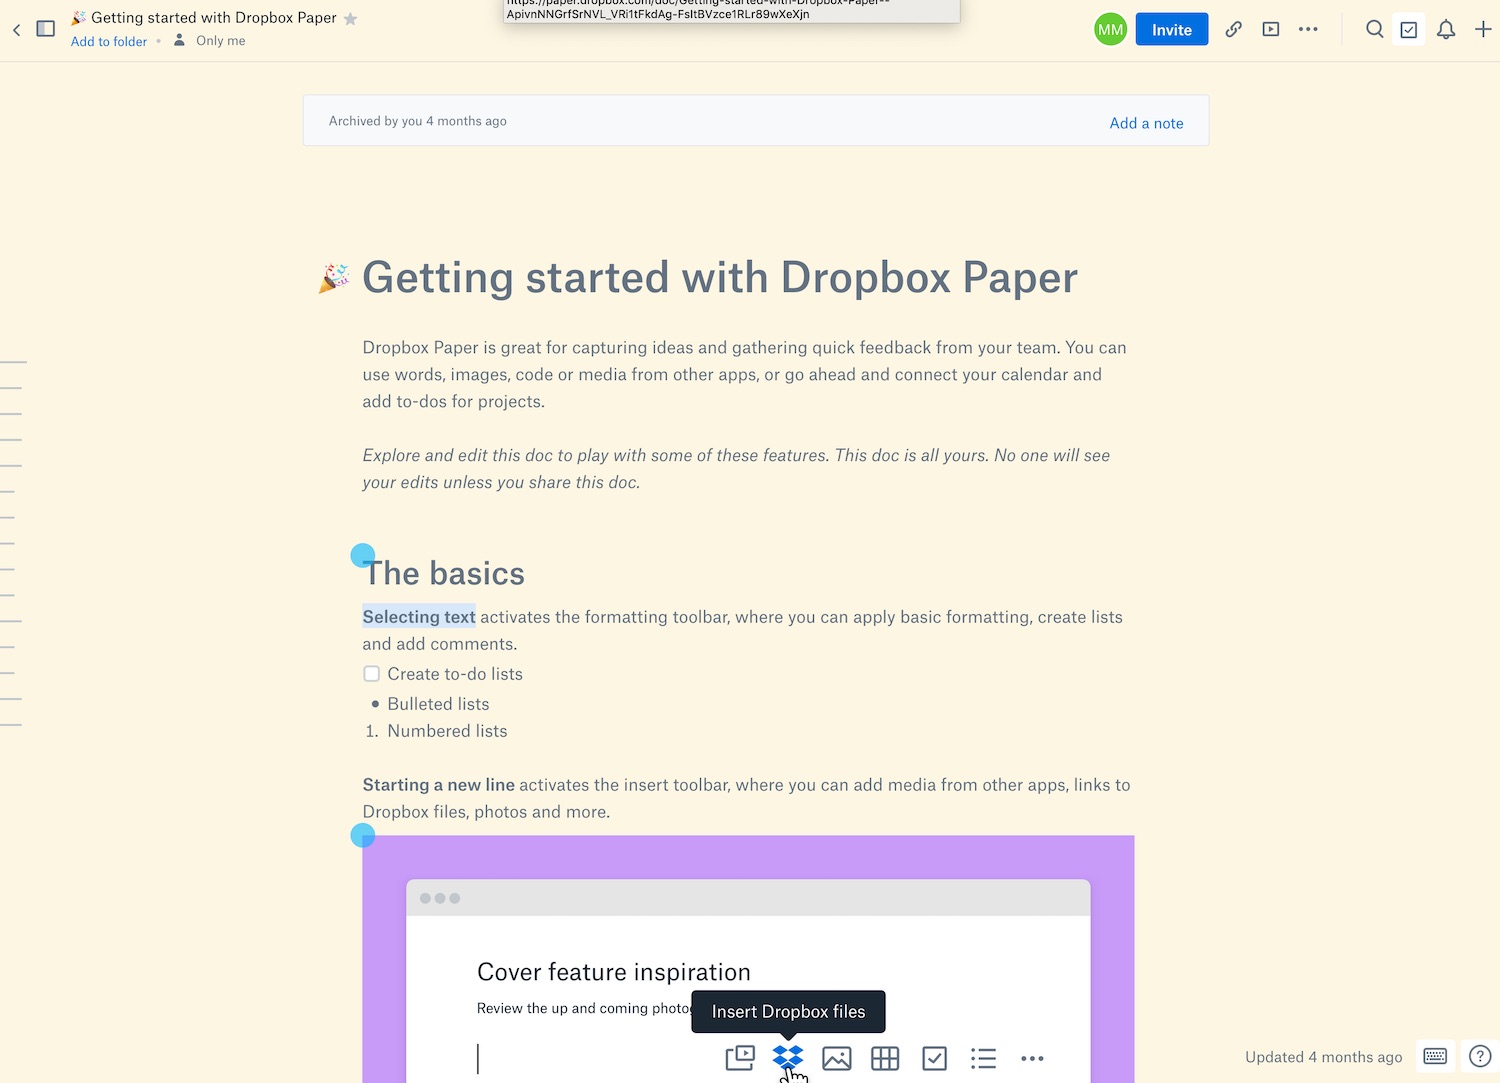 https://paper.dropbox.com/doc/Getting-started-with-Dropbox-Paper--
ApivnNNGrfSrNVL_VRi1tFkdAg-FsItBVzce1RLr89wXeXjn
Getting started with Dropbox Paper
Add to folder • Only me
MM
Invite
Archived by you 4 months ago
Add a note
Getting started with Dropbox Paper
Dropbox Paper is great for capturing ideas and gathering quick feedback from your team. You can
use words, images, code or media from other apps, or go ahead and connect your calendar and
add to-dos for projects.
Explore and edit this doc to play with some of these features. This doc is all yours. No one will see
your edits unless you share this doc.
The basics
Selecting text activates the formatting toolbar, where you can apply basic formatting, create lists
and add comments.
Create to-do lists
• Bulleted lists
1. Numbered lists
Starting a new line activates the insert toolbar, where you can add media from other apps, links to
Dropbox files, photos and more.
Cover feature inspiration
Review the up and coming photo
Insert Dropbox files
Updated 4 months ago
?